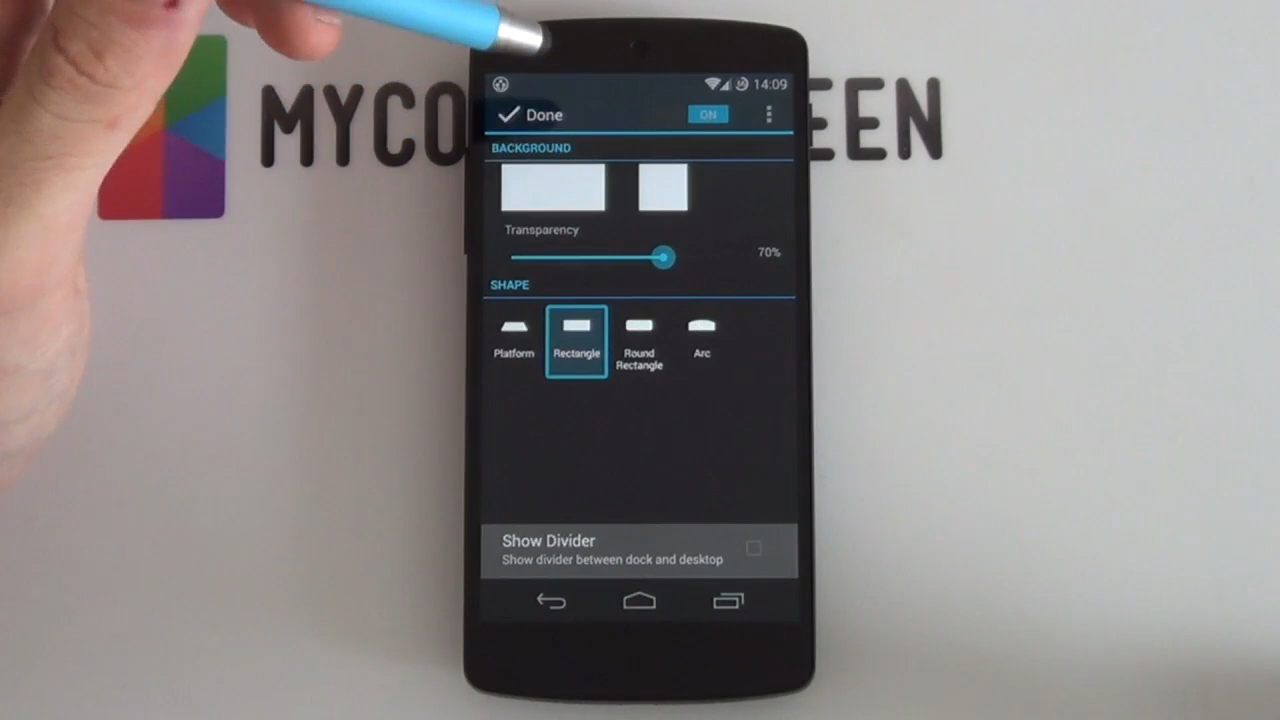 MYCO EEN
14:09
Done
ON
BACKGROUND
Transparency
70%
SHAPE
Platform
Rectangle
Round
Rectangle
Arc
Show Divider
Show divider between dock and desktop